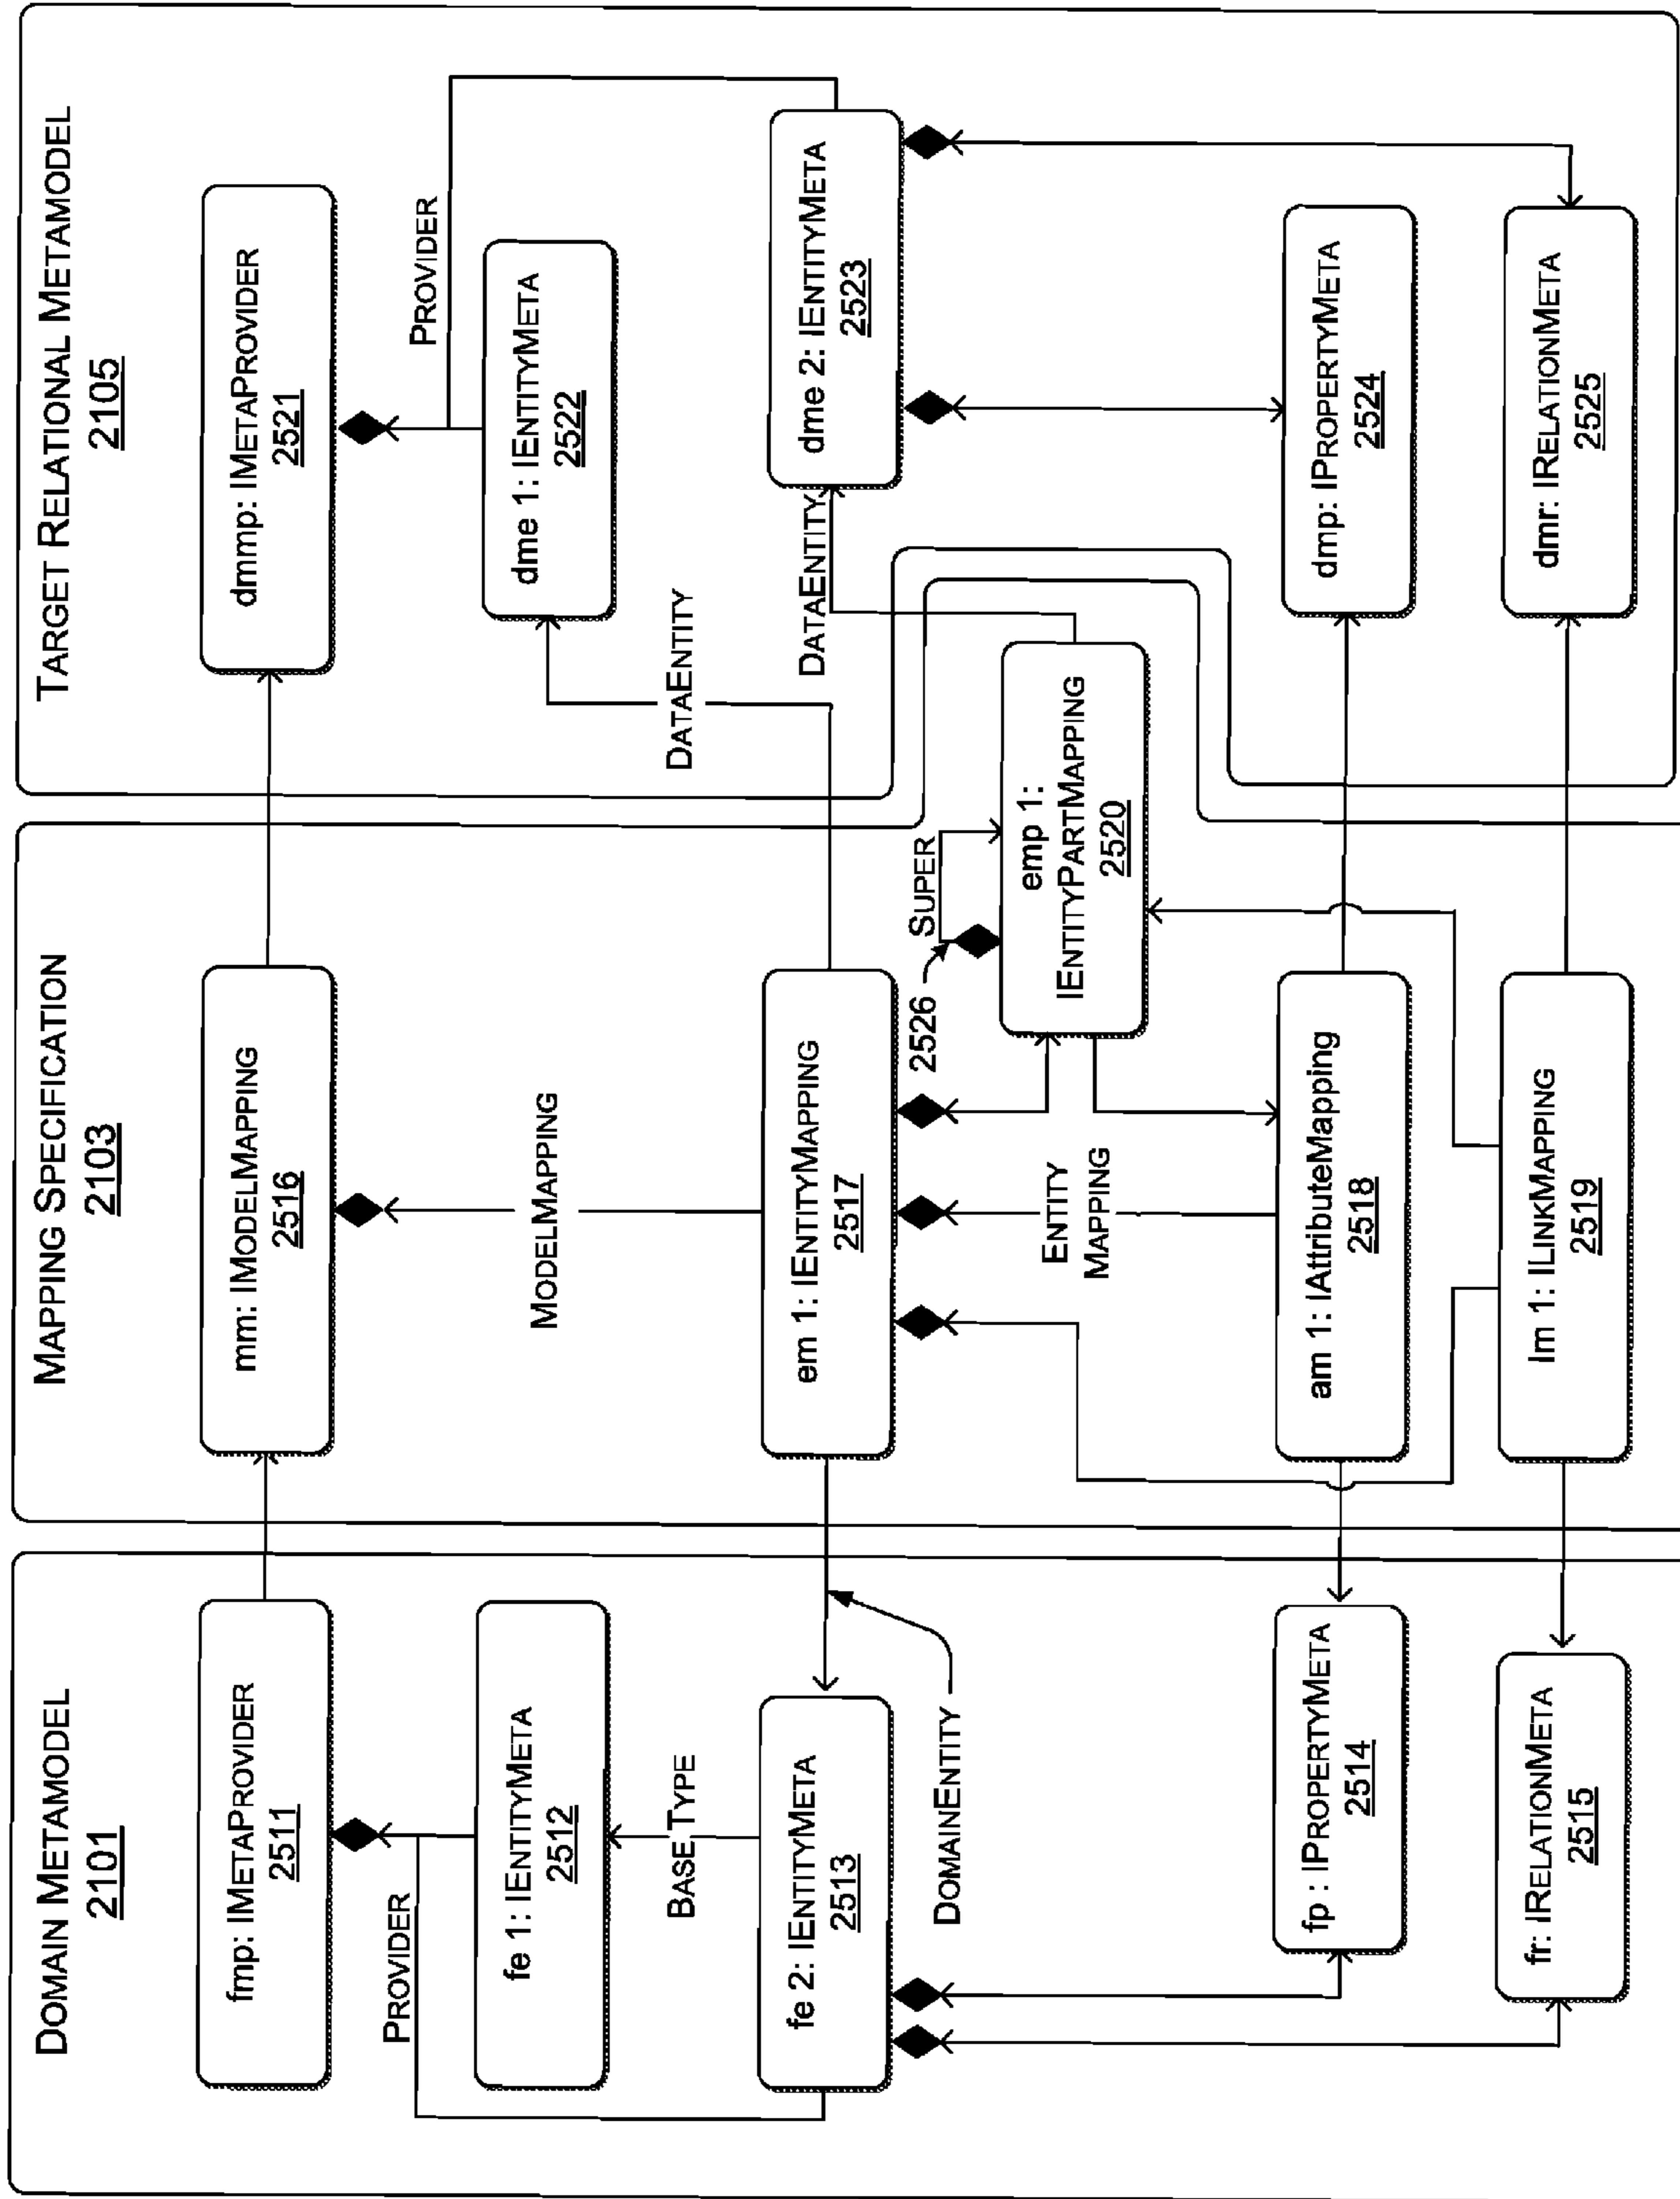 DOMAIN METAMODEL
2101
fmp: IMETAPROVIDER
2511
PROVIDER
fe 1: IENTITYMETA
2512
BASETYPE
fe 2: IENTITYMETA
2513
DOMAINENTITY
fp : IPROPERTYMETA
2514
fr: IRELATIONMETA
2515
MAPPING SPECIFICATION
2103
mm: IMODELMAPPING
2516
MODELMAPPING
em 1: IENTITYMAPPING
2517
2526
SUPER
emp 1:
IENTITYPARTMAPPING
2520
ENTITY
MAPPING
am 1: IAttributeMapping
2518
lm 1: ILINKMAPPING
2519
TARGET RELATIONAL METAMODEL
2105
dmmp: IMETAPROVIDER
2521
PROVIDER
dme 1: IENTITYMETA
2522
DATAENTITY
dme 2: IENTITYMETA
2523
DATAENTITY
dmp: IPROPERTYMETA
2524
dmr: IRELATIONMETA
2525